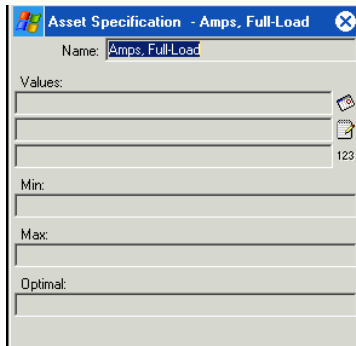 Asset Specification - Amps, Full-Load
Name: Amps, Full-Load
Values:
123
Min:
Max:
Optimal: